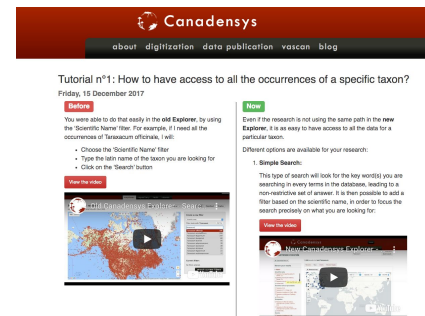 Canadensys
about digitization data publication vascan blog
Tutorial n°1: How to have access to all the occurrences of a specific taxon?
Friday, 15 December 2017
Before
You were able to do that easily in the old Explorer, by using
the 'Scientific Name' filter. For example, if I need all the
occurrences of Taraxacum officinale, I will:
• Choose the 'Scientific Name' filter
• Type the latin name of the taxon you are looking for
• Click on the 'Search' button
View the video
Old Canadensys Explorer - Search
Now
Even if the research is not using the same path in the new
Explorer, it is as easy to have access to all the data for a
particular taxon.
Different options are available for your research:
1. Simple Search:
This type of search will look for the key word(s) you are
searching in every terms in the database, leading to a
non-restrictive set of answer. It is then possible to add a
filter based on the scientific name, in order to focus the
search precisely on what you are looking for:
View the video
New Canadensys Explorer -